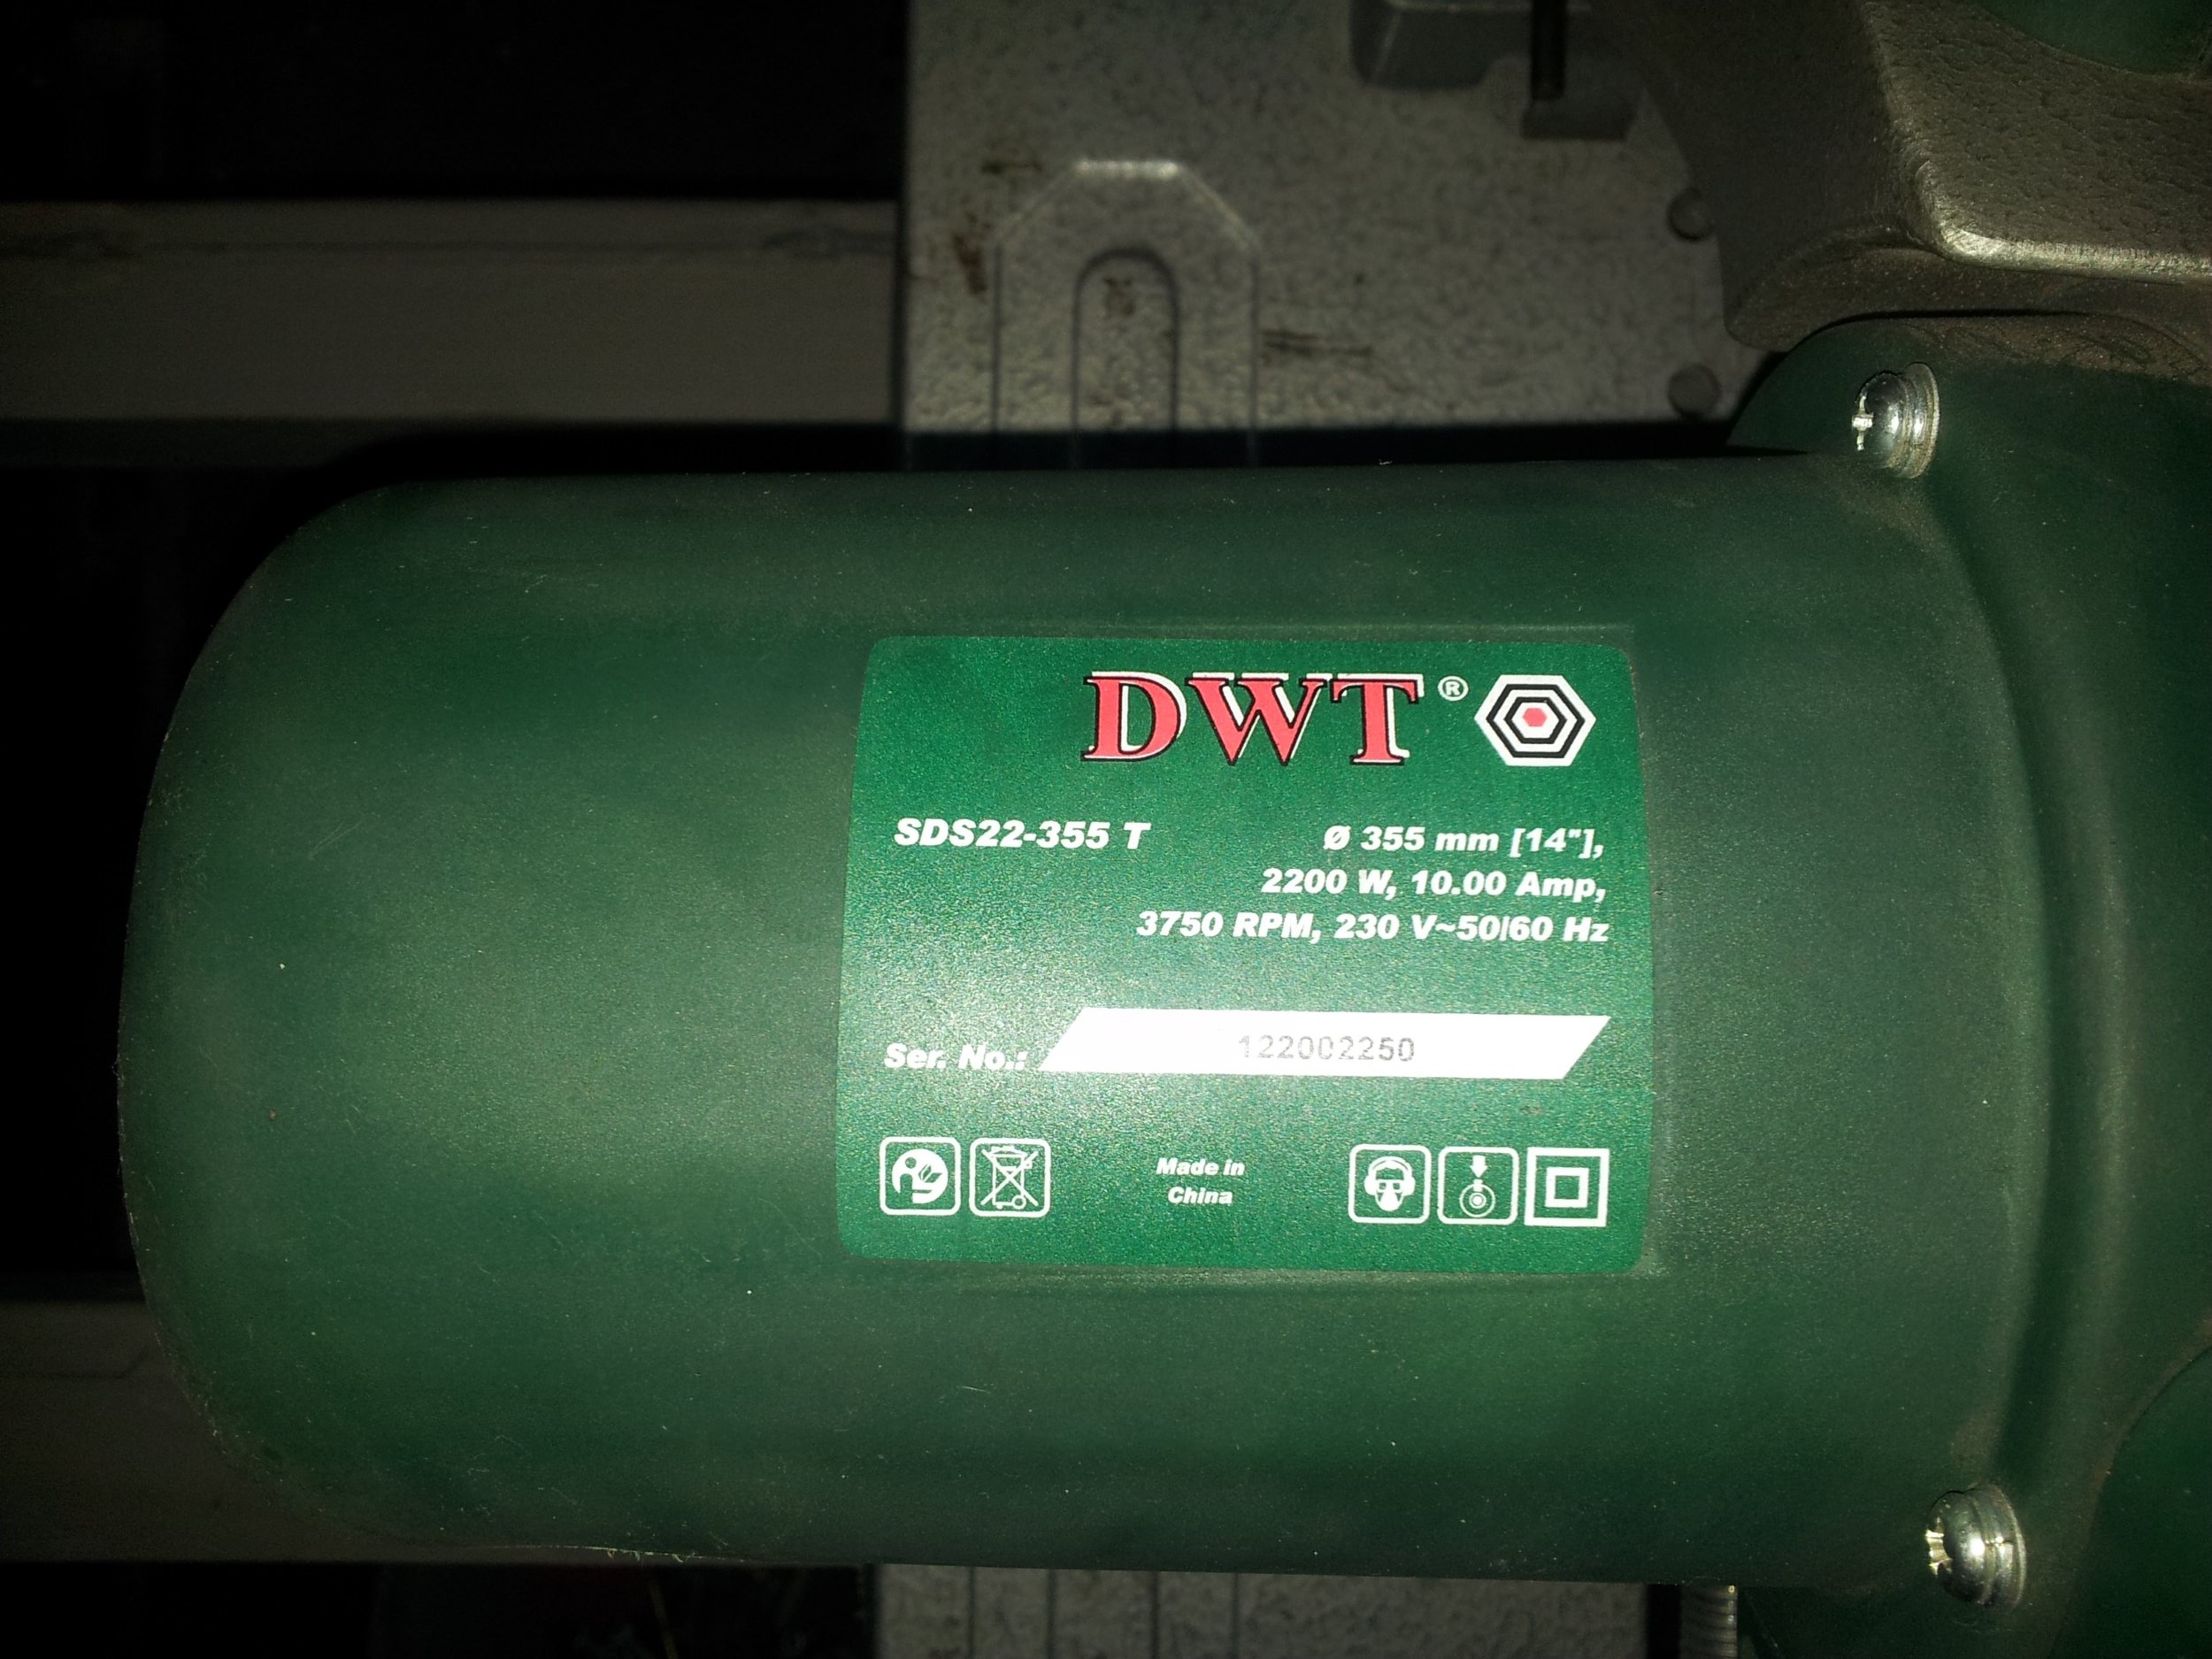 DWT®
SDS22-355 T
Ø 355 mm [14"],
2200 W, 10.00 Amp,
3750 RPM, 230 V~50/60 Hz
Ser. No.: 122002250
Made in
China